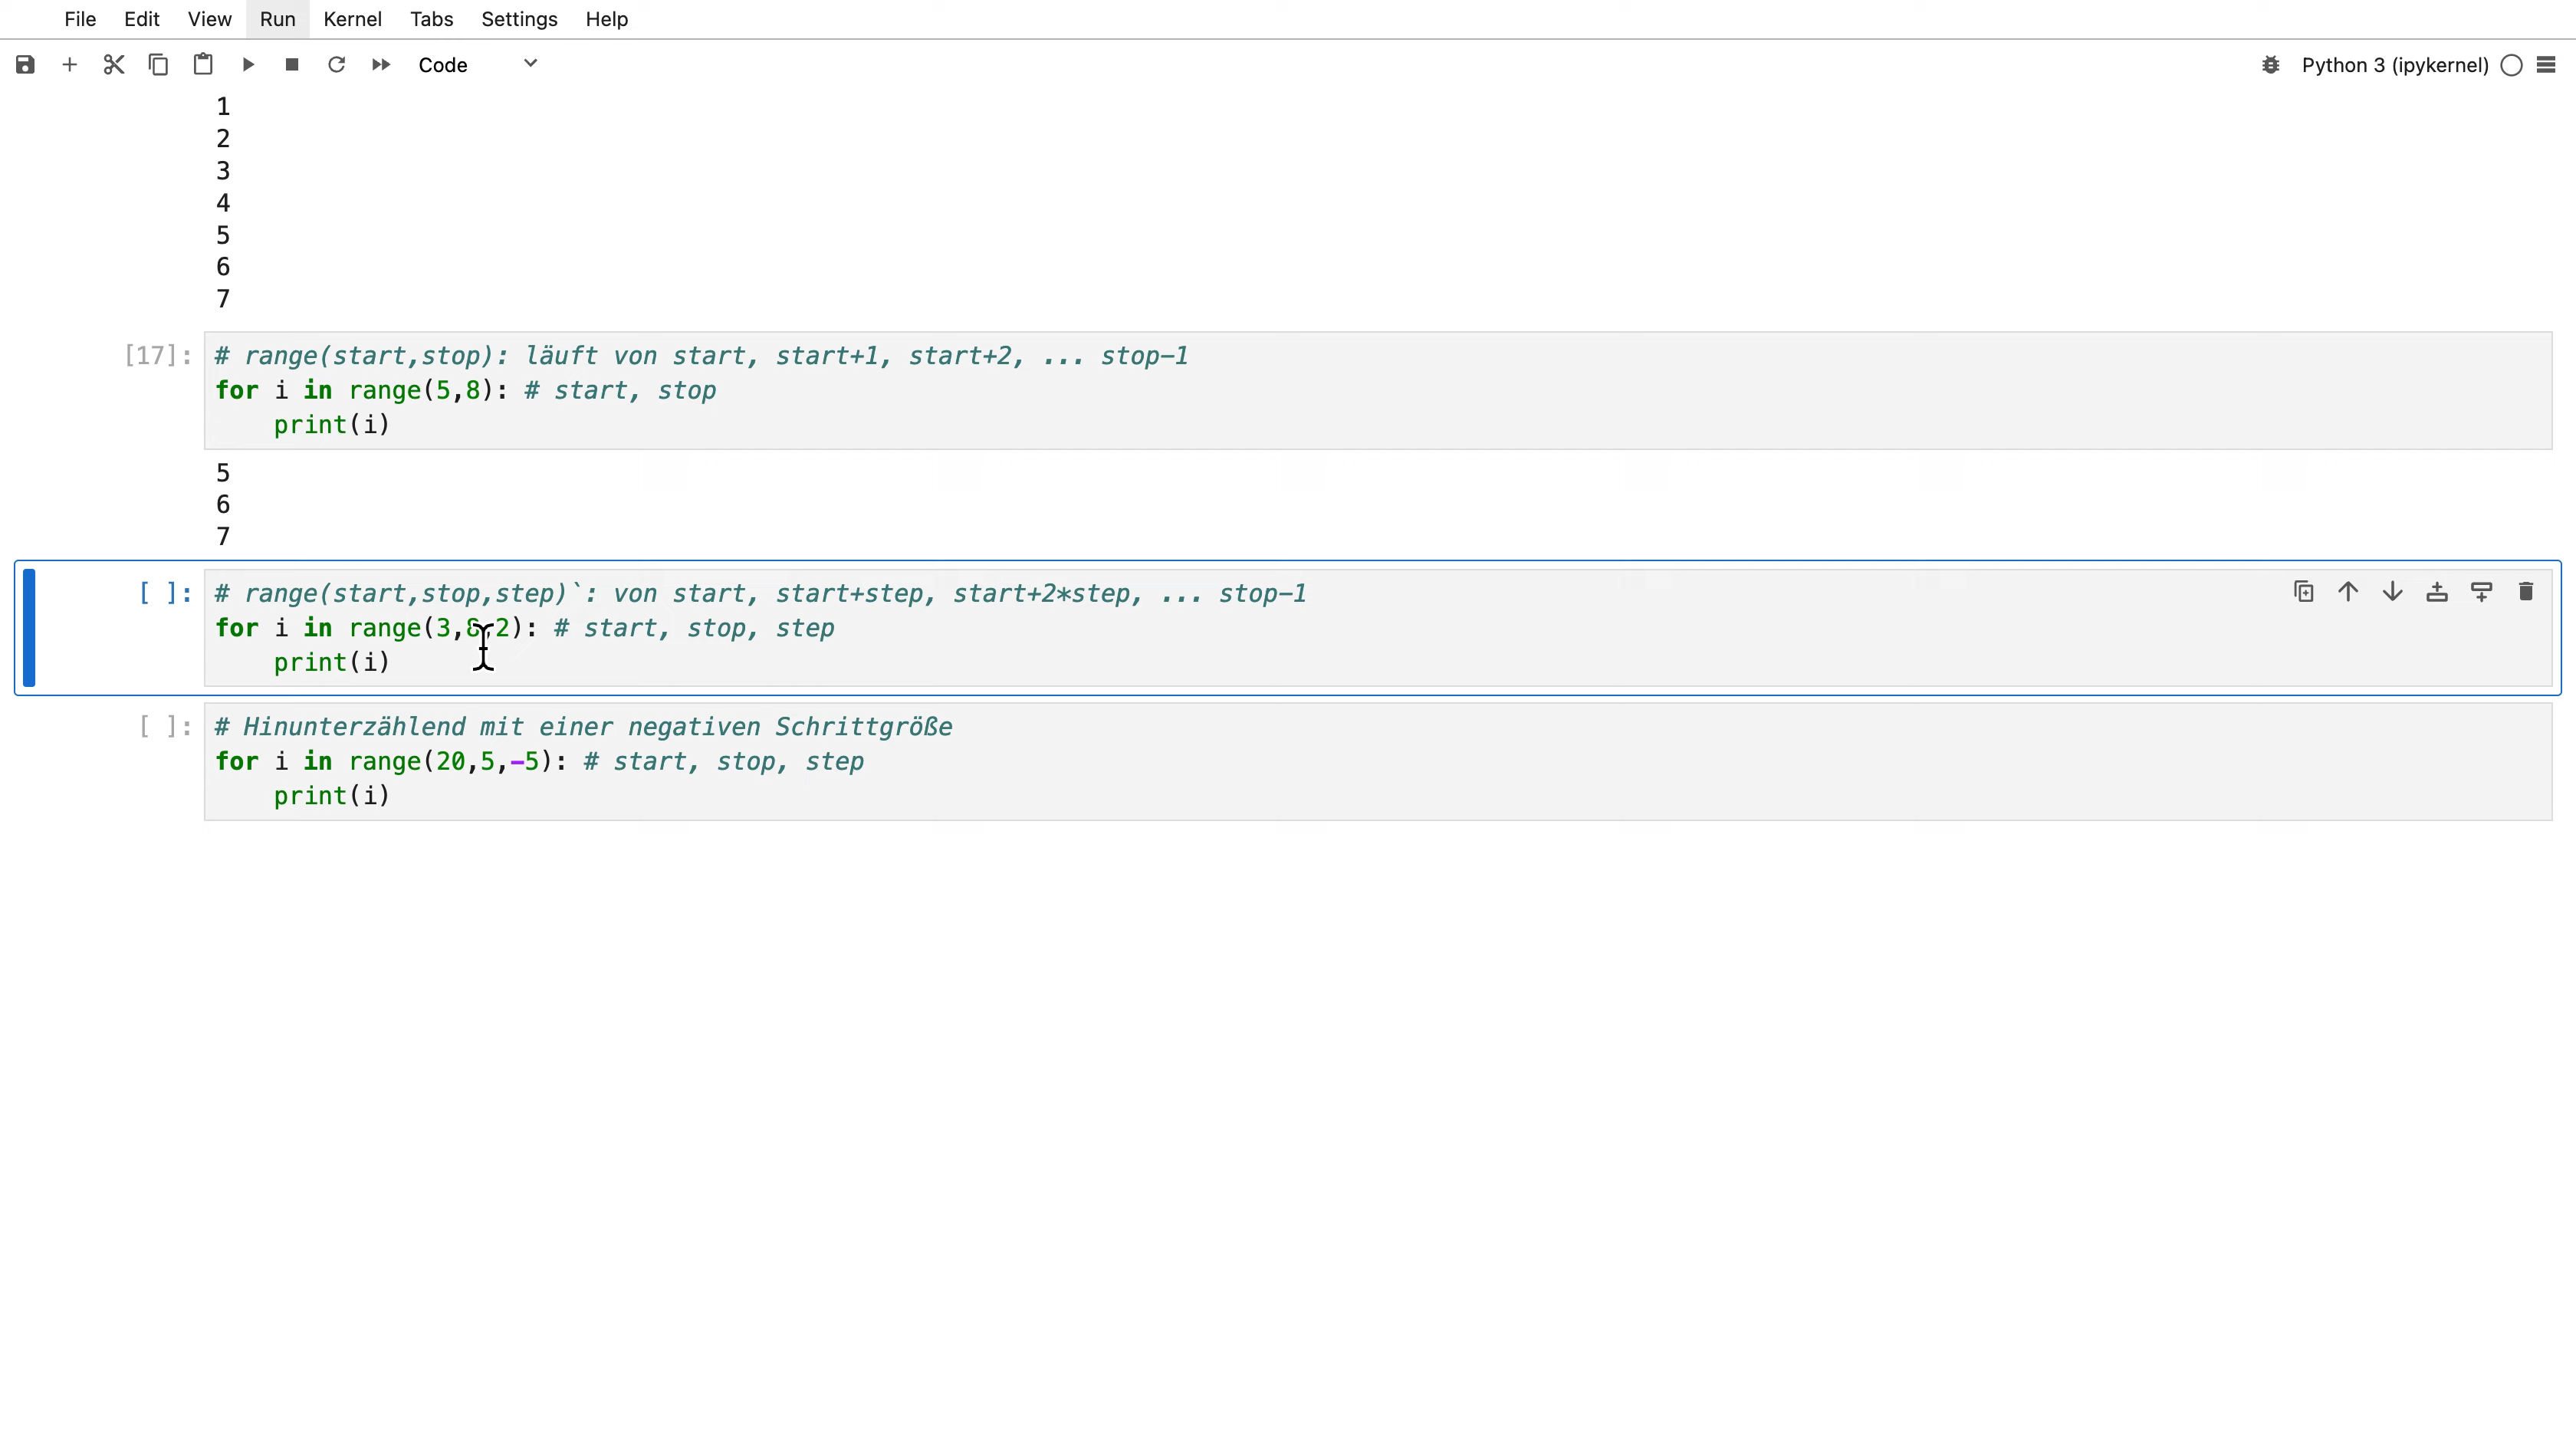 File Edit View Run Kernel Tabs Settings Help
Code Python 3 (ipykernel)
1
2
3
4
5
6
7
[17]: # range(start,stop): läuft von start, start+1, start+2, ... stop-1
for i in range(5,8): # start, stop
print(i)
5
6
7
[ ]: # range(start,stop,step)`: von start, start+step, start+2*step, ... stop-1
for i in range(3,8,2): # start, stop, step
print(i)
[ ]: # Hinunterzählend mit einer negativen Schrittgröße
for i in range(20,5,-5): # start, stop, step
print(i)